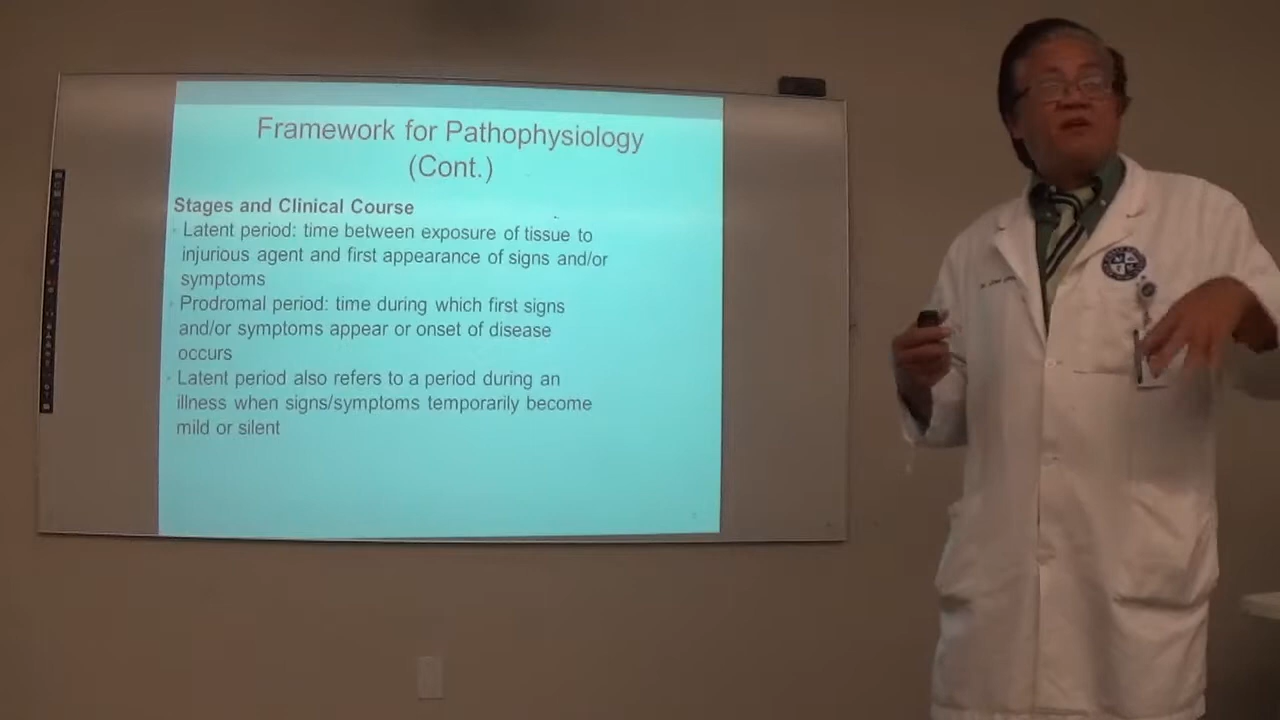 Framework for Pathophysiology
(Cont.)
Stages and Clinical Course
Latent period: time between exposure of tissue to
injurious agent and first appearance of signs and/or
symptoms
Prodromal period: time during which first signs
and/or symptoms appear or onset of disease
occurs
Latent period also refers to a period during an
illness when signs/symptoms temporarily become
mild or silent